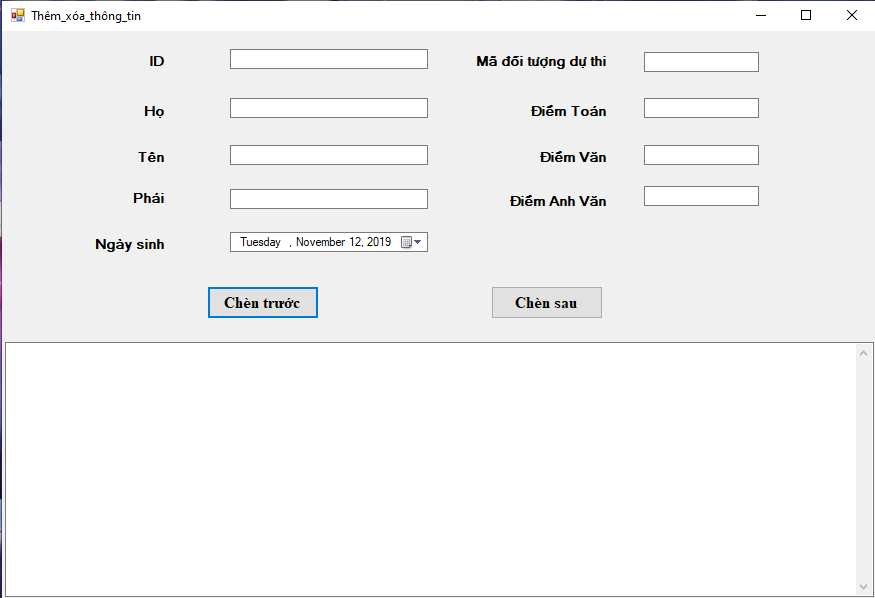 Thêm_xóa_thông_tin
ID
Mã đối tượng dự thi
Họ
Điểm Toán
Tên
Điểm Văn
Phái
Điểm Anh Văn
Ngày sinh
Tuesday , November 12, 2019
Chèn trước
Chèn sau